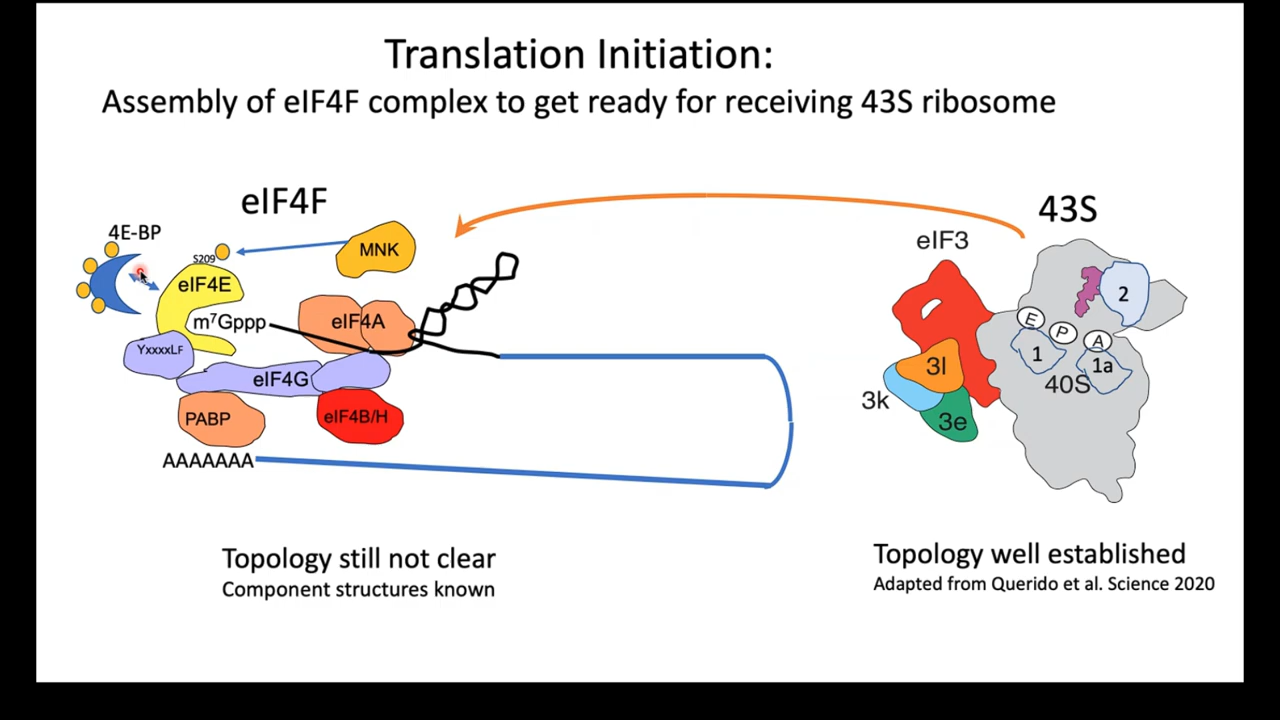 Translation Initiation:
Assembly of eIF4F complex to get ready for receiving 43S ribosome
eIF4F
4E-BP
S209
MNK
eIF4E
m⁷Gppp
eIF4A
YxxxxLF
eIF4G
PABP
eIF4B/H
AAAAAAA
43S
eIF3
2
E
P
A
1
1a
40S
3l
3k
3e
Topology still not clear
Component structures known
Topology well established
Adapted from Querido et al. Science 2020